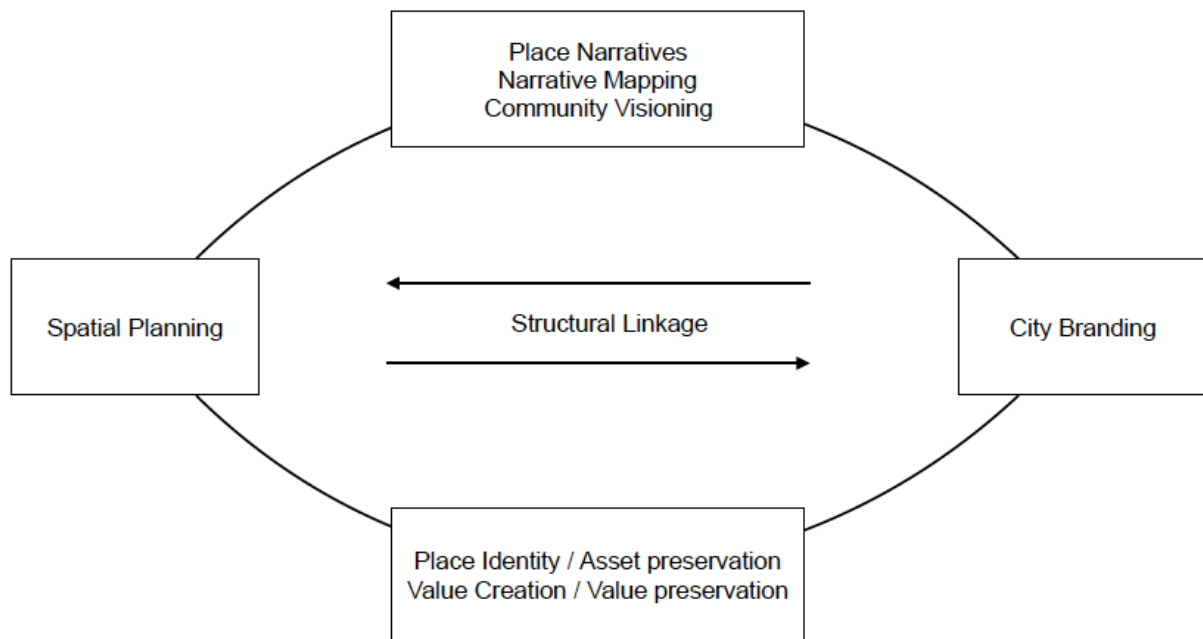 Place Narratives
Narrative Mapping
Community Visioning
Spatial Planning
Structural Linkage
City Branding
Place Identity / Asset preservation
Value Creation / Value preservation